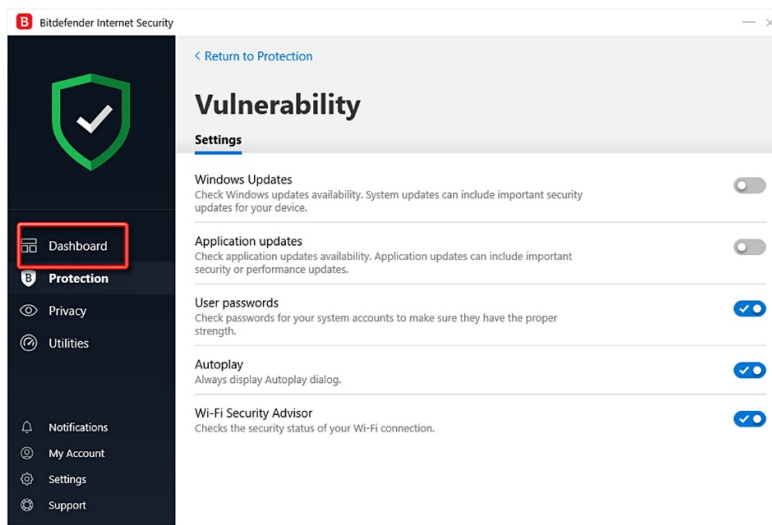 B Bitdefender Internet Security
< Return to Protection
Vulnerability
Settings
Windows Updates
Check Windows updates availability. System updates can include important security
updates for your device.
Application updates
Check application updates availability. Application updates can include important
security or performance updates.
User passwords
Check passwords for your system accounts to make sure they have the proper
strength.
Autoplay
Always display Autoplay dialog.
Wi-Fi Security Advisor
Checks the security status of your Wi-Fi connection.
Dashboard
B Protection
Privacy
Utilities
Notifications
My Account
Settings
Support